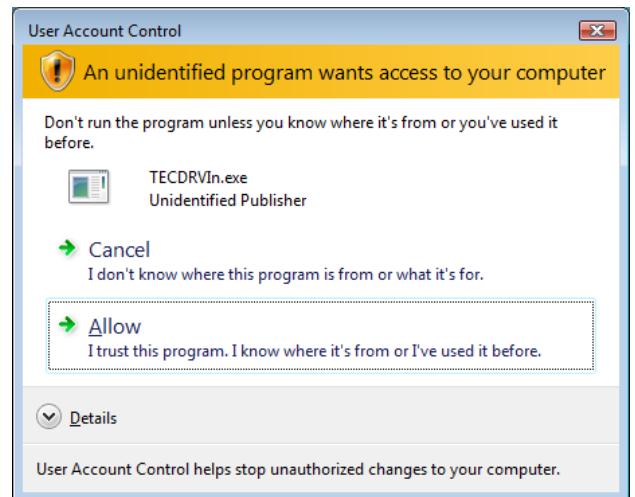 User Account Control
An unidentified program wants access to your computer
Don't run the program unless you know where it's from or you've used it
before.
TECDRVIn.exe
Unidentified Publisher
Cancel
I don't know where this program is from or what it's for.
Allow
I trust this program. I know where it's from or I've used it before.
Details
User Account Control helps stop unauthorized changes to your computer.